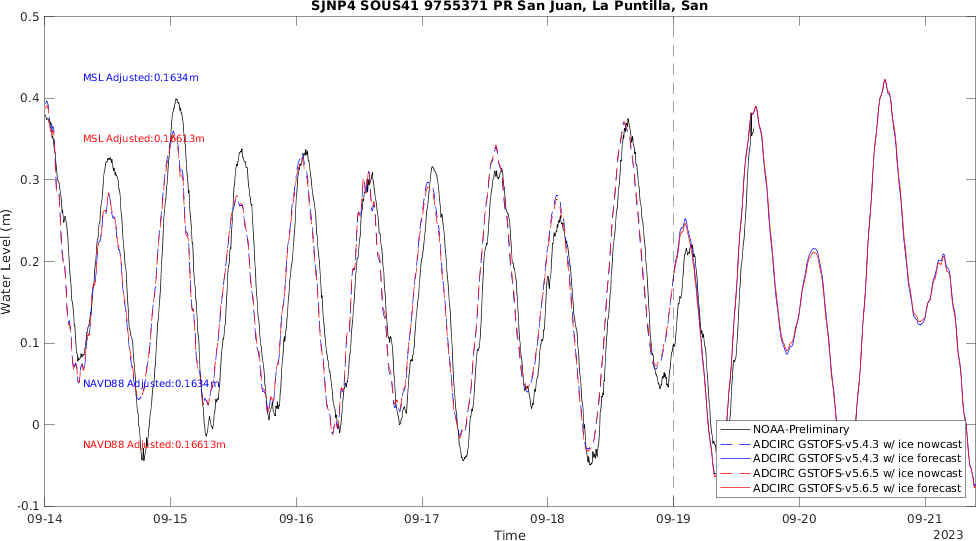 SJNP4 SOUS41 9755371 PR San Juan, La Puntilla, San
0.5
0.4
0.3
0.2
0.1
0
-0.1
Water Level (m)
MSL Adjusted:0.1634m
MSL Adjusted:0.16613m
NAVD88 Adjusted:0.1634m
NAVD88 Adjusted:0.16613m
NOAA-Preliminary
ADCIRC GSTOFS-v5.4.3 w/ ice nowcast
ADCIRC GSTOFS-v5.4.3 w/ ice forecast
ADCIRC GSTOFS-v5.6.5 w/ ice nowcast
ADCIRC GSTOFS-v5.6.5 w/ ice forecast
09-14 09-15 09-16 09-17 09-18 09-19 09-20 09-21
Time
2023